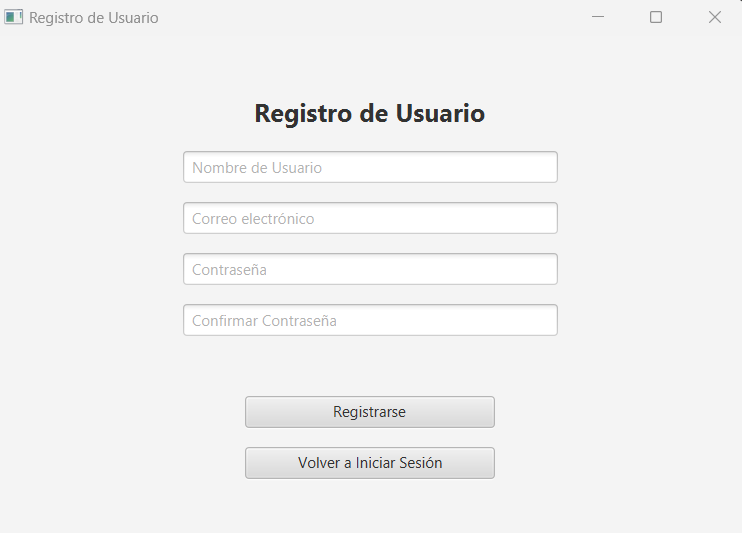 Registro de Usuario
Registro de Usuario
Nombre de Usuario
Correo electrónico
Contraseña
Confirmar Contraseña
Registrarse
Volver a Iniciar Sesión